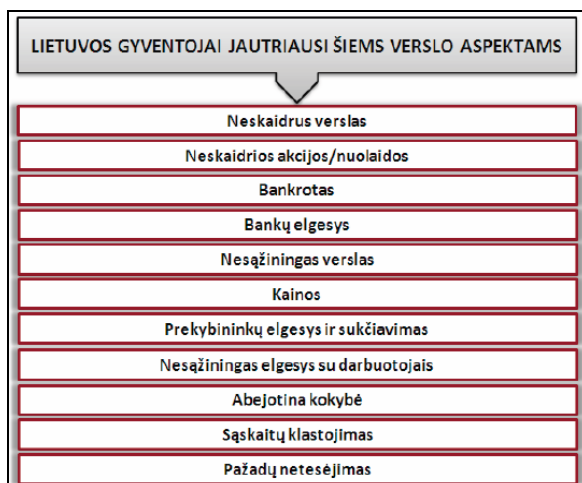 LIETUVOS GYVENTOJAI JAUTRIAUSI ŠIEMS VERSLO ASPEKTAMS
Neskaidrus verslas
Neskaidrios akcijos/nuolaidos
Bankrotas
Bankų elgesys
Nesąžiningas verslas
Kainos
Prekybininkų elgesys ir sukčiavimas
Nesąžiningas elgesys su darbuotojais
Abejotina kokybė
Sąskaitų klastojimas
Pažadų netesėjimas